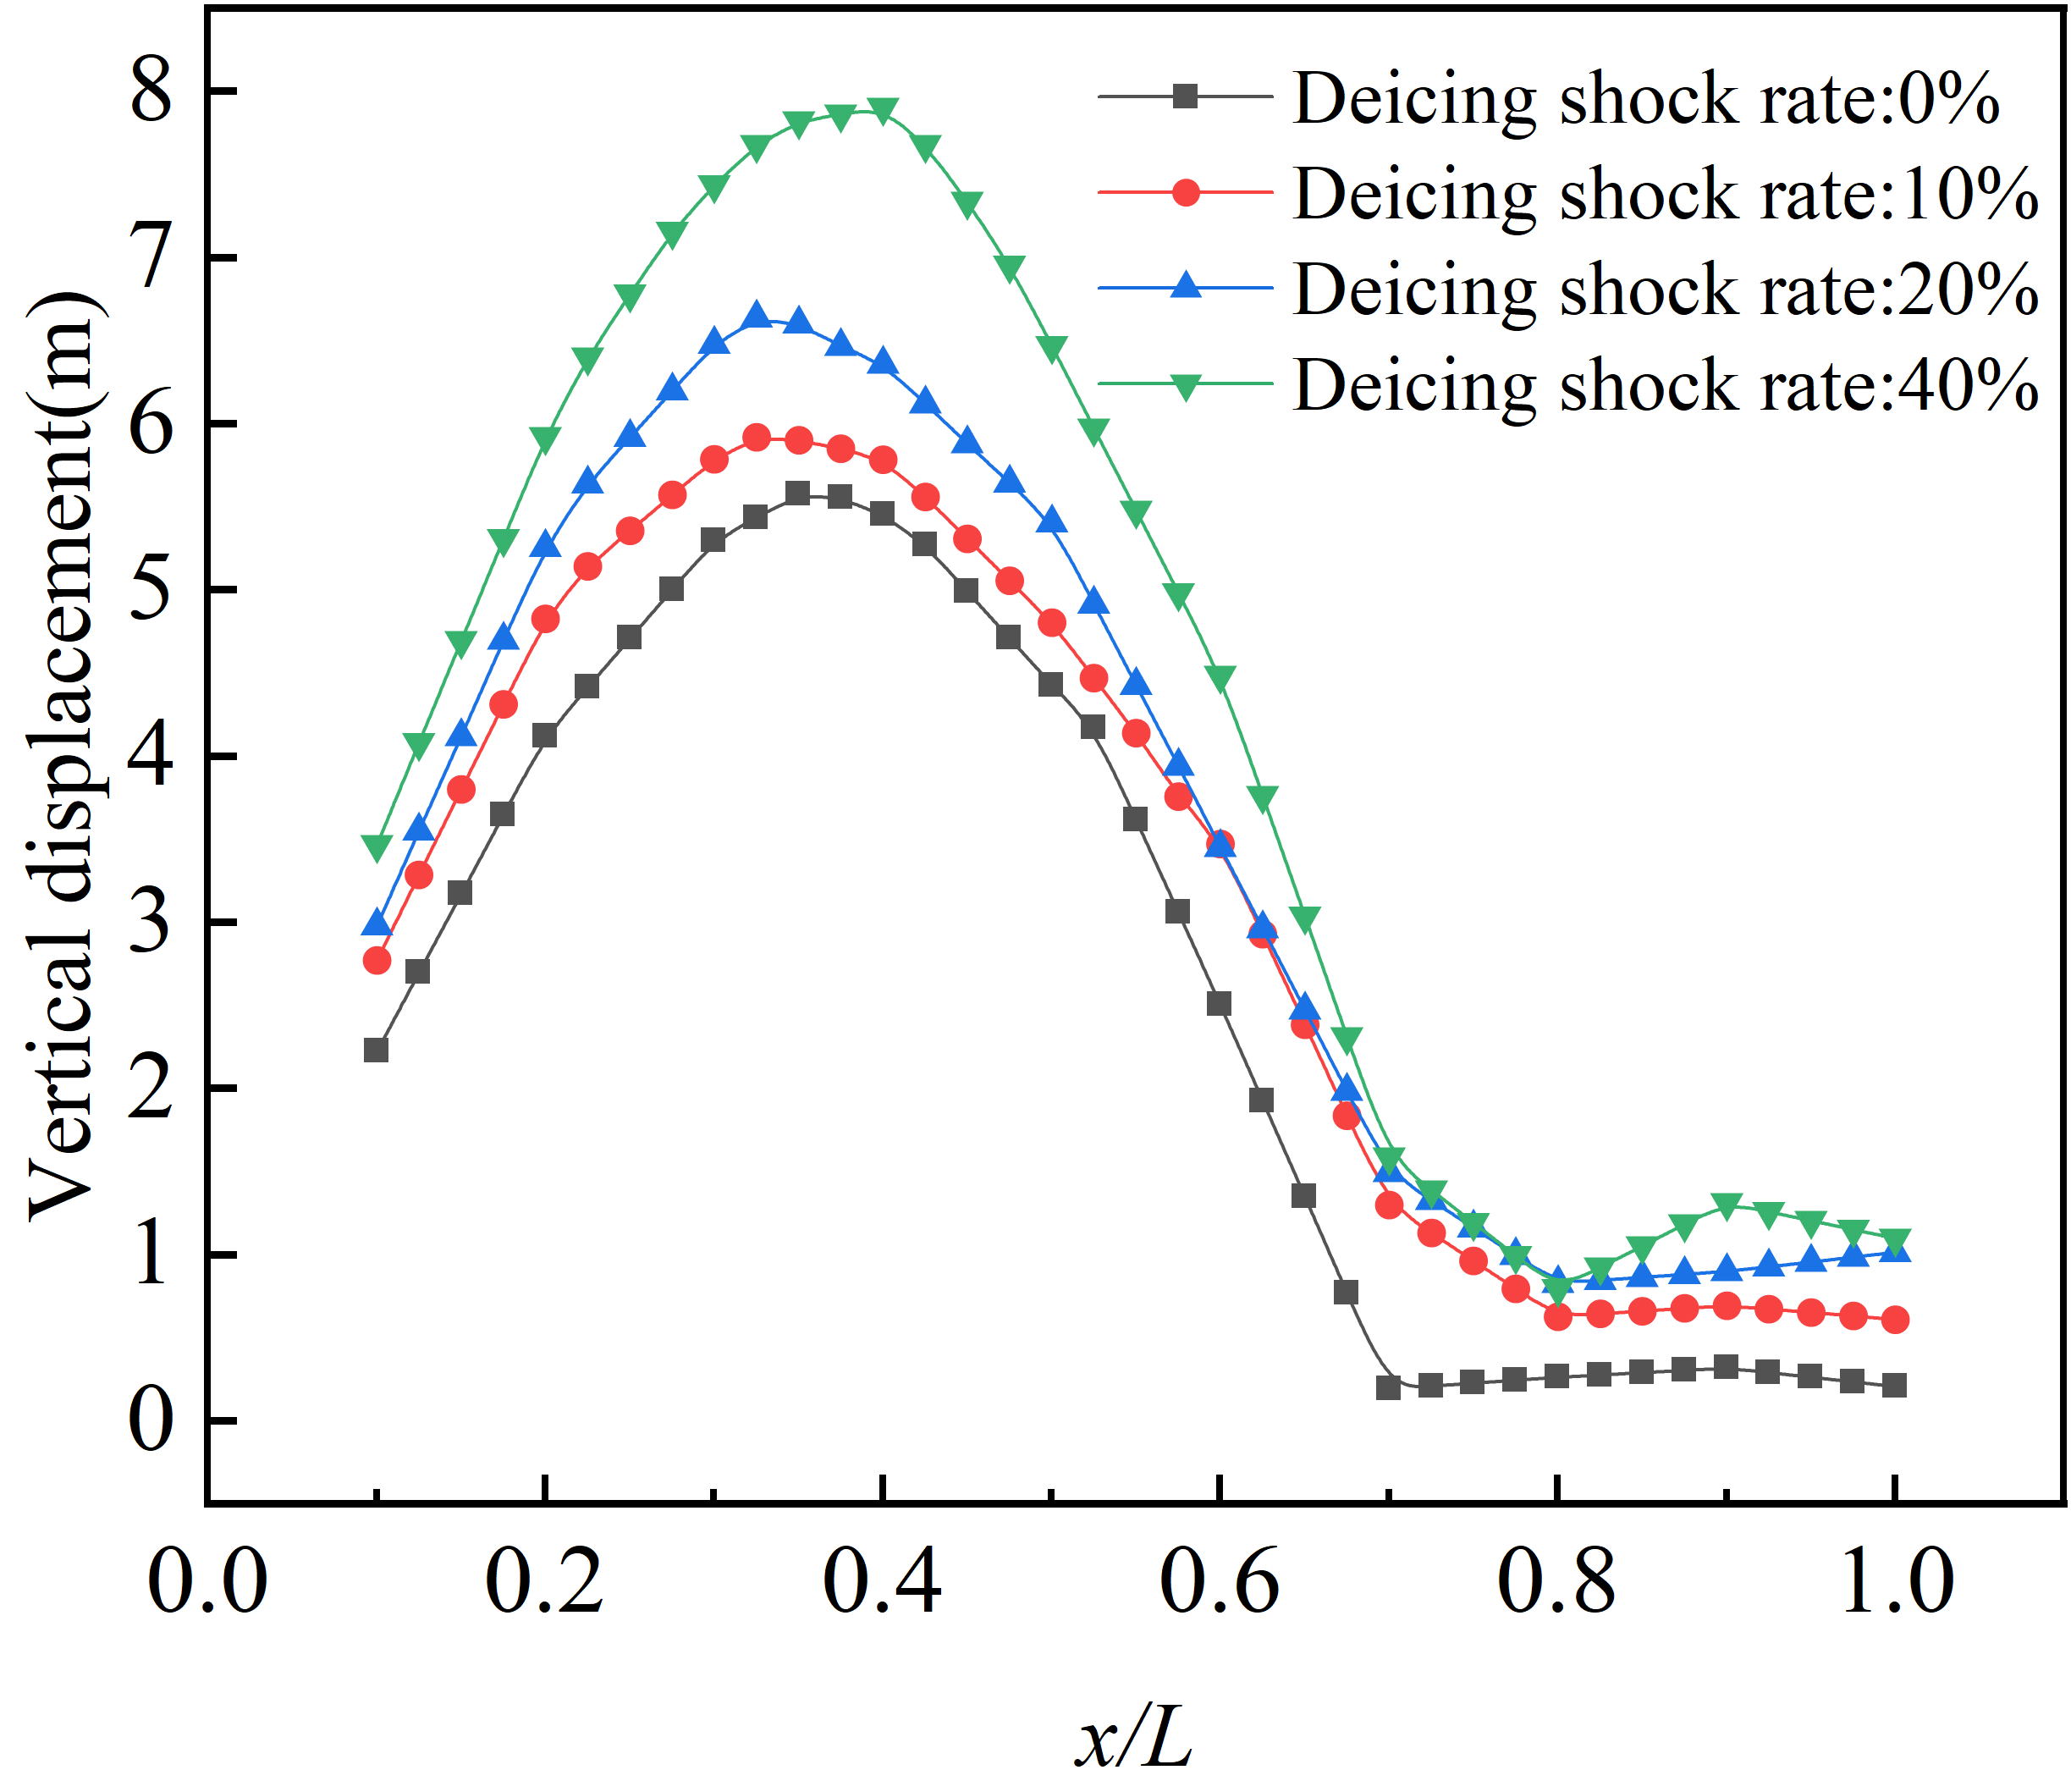 Deicing shock rate:0%
Deicing shock rate:10%
Deicing shock rate:20%
Deicing shock rate:40%
Vertical displacement(m)
8
7
6
5
4
3
2
1
0
0.0 0.2 0.4 0.6 0.8 1.0
x/L